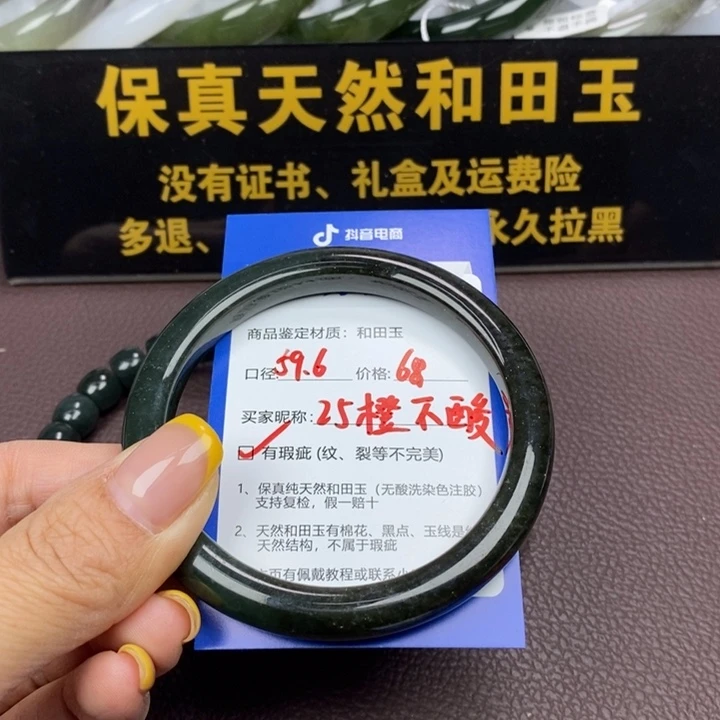 保真天然和田玉
没有证书、礼盒及运费险
多退、
永久拉黑
抖音电商
商品鉴定材质：和田玉
口径 59.6 价格：68
买家昵称：25橙不酸
有瑕疵 (纹、裂等不完美)
1、保真纯天然和田玉（无酸洗染色注胶）
支持复检，假一赔十
2、天然和田玉有棉花、黑点、玉线是
天然结构，不属于瑕疵
页有佩戴教程或联系小